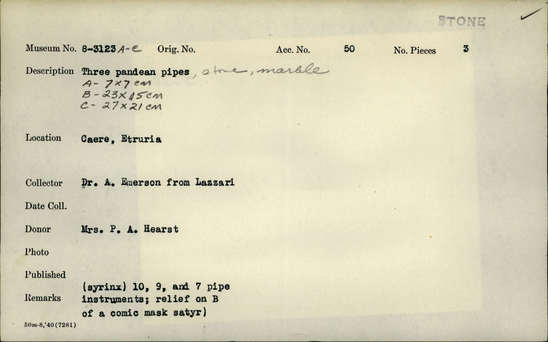 STONE
Museum No. 8-3123 A-C Orig. No. Acc. No. 50 No. Pieces 3
Description Three pandean pipes, stone, marble
A- 7x7 cm
B- 23x15 cm
C- 27x21 cm
Location Caere, Etruria
Collector Dr. A. Emerson from Lazzari
Date Coll.
Donor Mrs. P. A. Hearst
Photo
Published
(syrinx) 10, 9, and 7 pipe
Remarks instruments; relief on B
of a comic mask satyr)
50m-8,'40(7281)